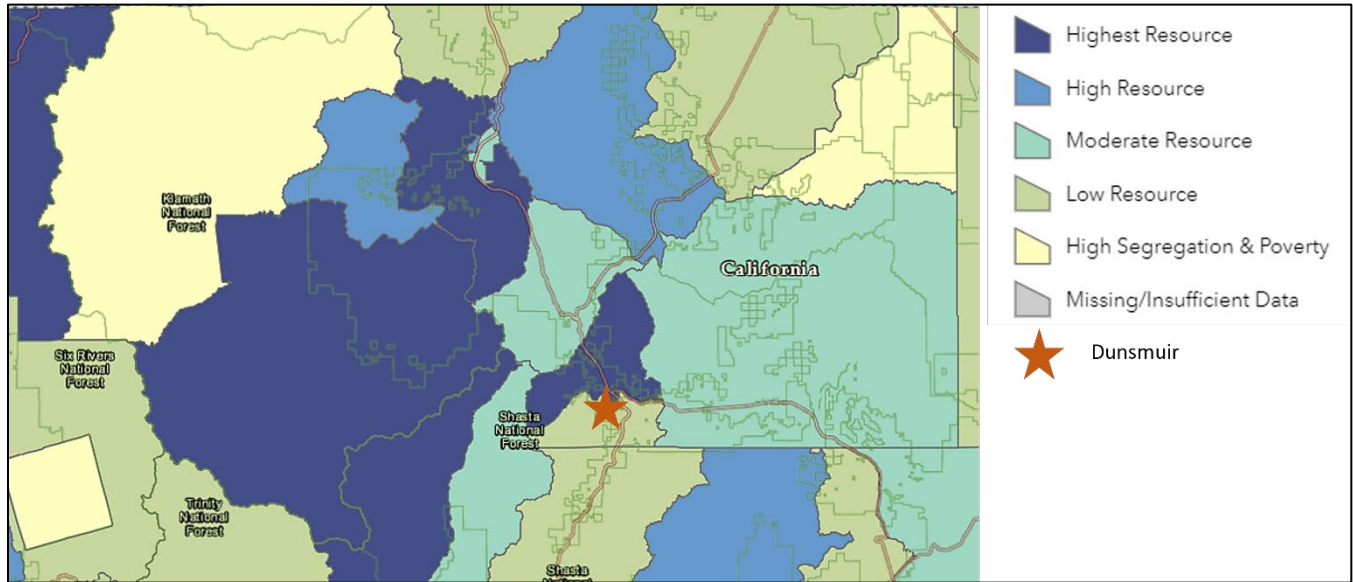 Klamath
National
Forest
California
Six Rivers
National
Forest
Shasta
National
Forest
Trinity
National
Forest
Shasta
Highest Resource
High Resource
Moderate Resource
Low Resource
High Segregation & Poverty
Missing/Insufficient Data
Dunsmuir